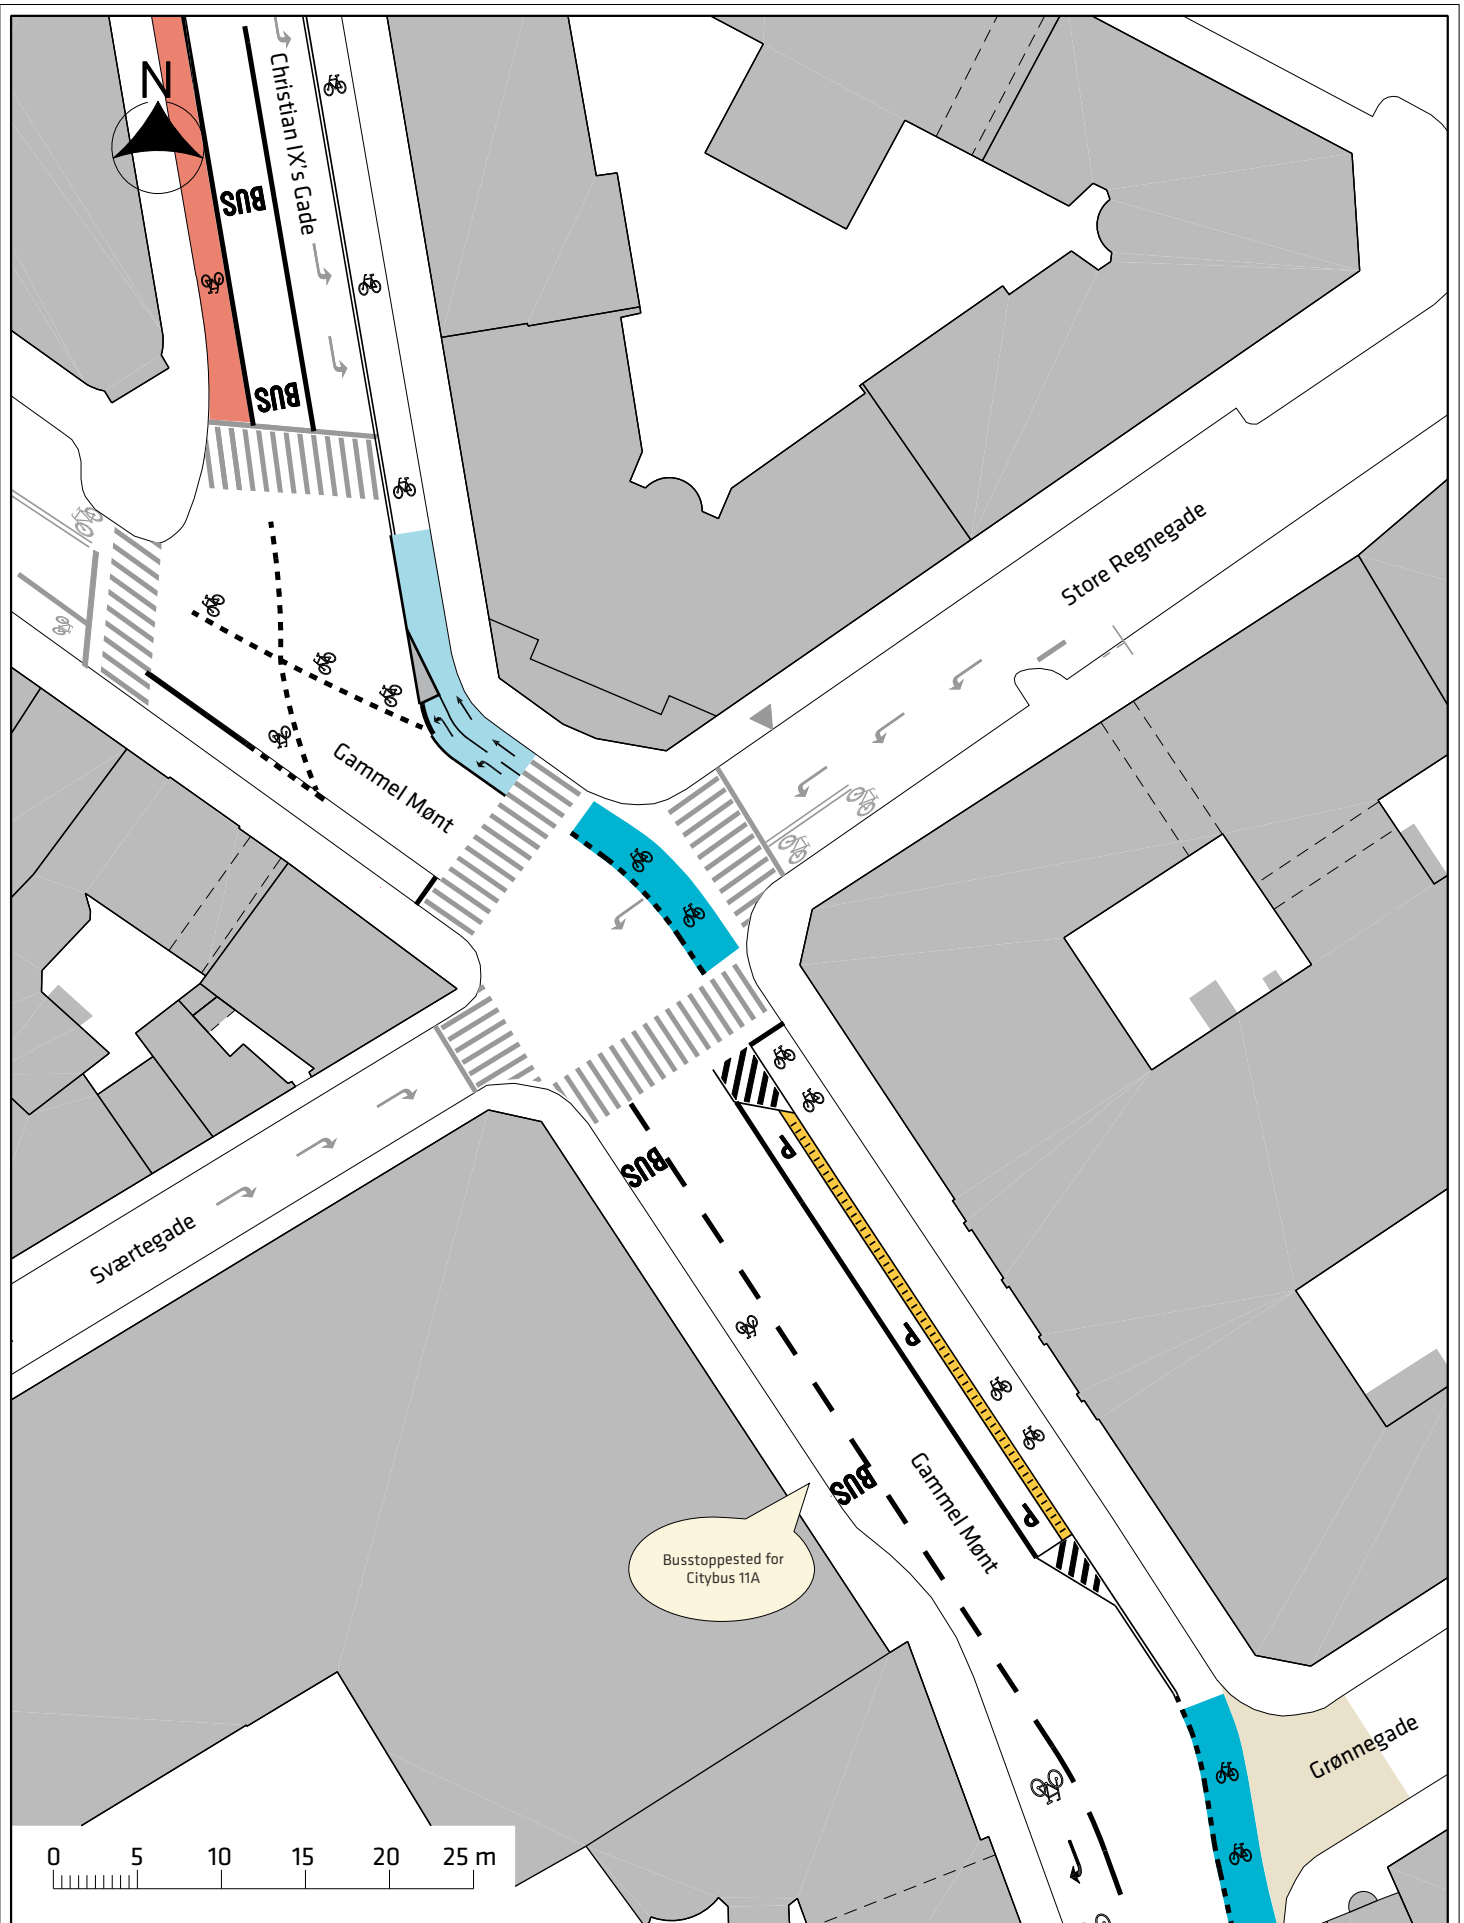 N
Christian IX's Gade
BUS
BUS
Store Regnegade
Gammel Mønt
Sværtegade
BUS
P
P
BUS
P
Gammel Mønt
Busstoppested for
Citybus 11A
Grønnegade
0 5 10 15 20 25 m